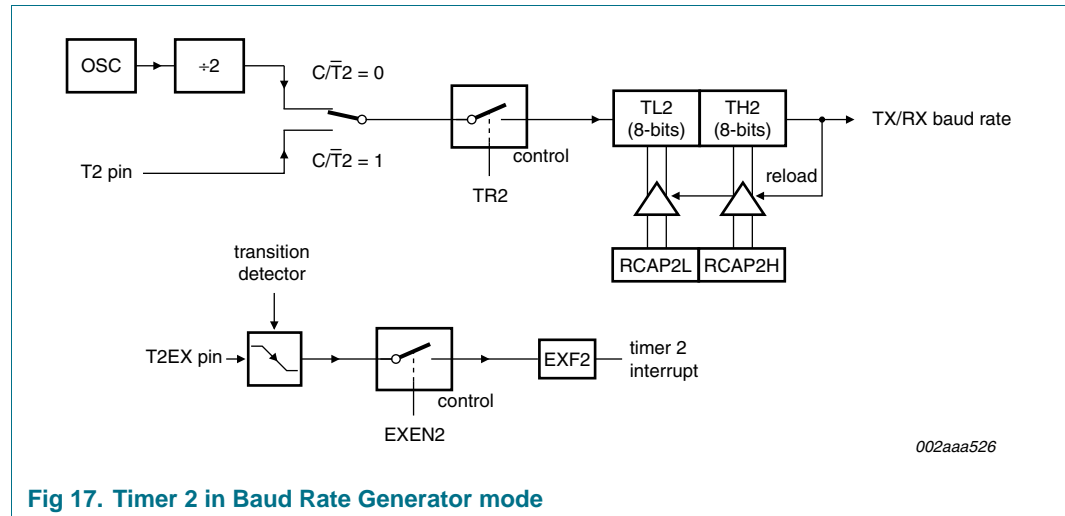 OSC
÷2
C/T̅2 = 0
C/T̅2 = 1
T2 pin
control
TR2
TL2
(8-bits)
TH2
(8-bits)
TX/RX baud rate
reload
RCAP2L
RCAP2H
transition
detector
T2EX pin
control
EXEN2
EXF2
timer 2
interrupt
002aaa526
Fig 17. Timer 2 in Baud Rate Generator mode